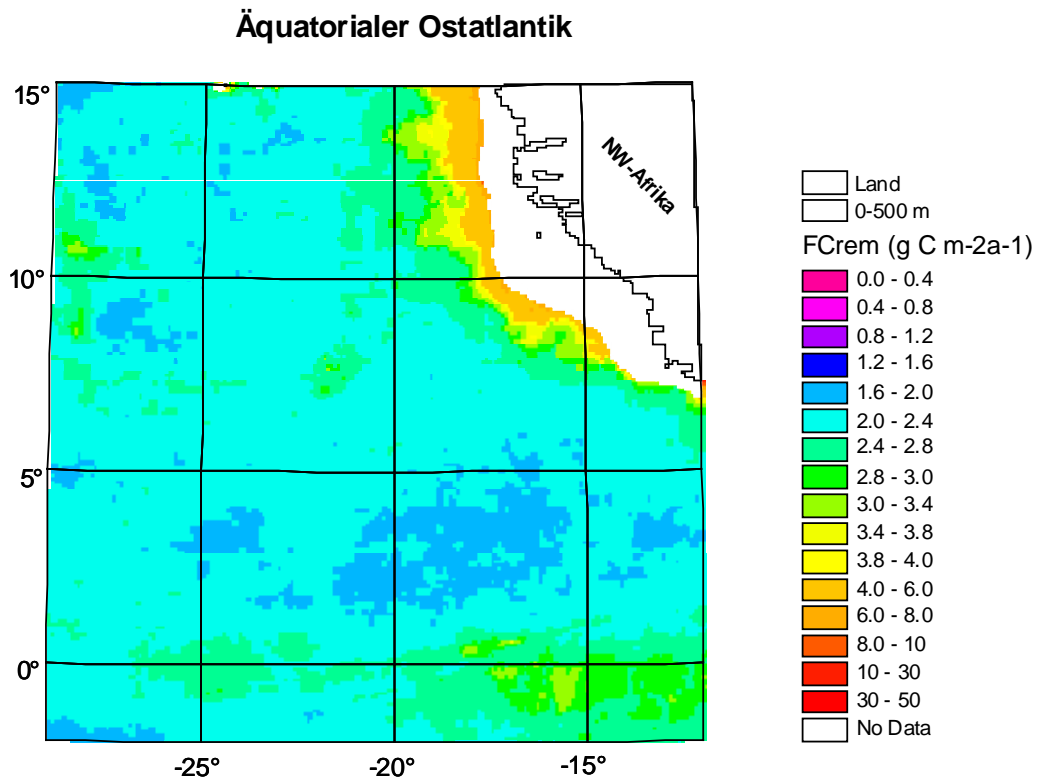 Äquatorialer Ostatlantik
15°
10°
5°
0°
-25°
-20°
-15°
NW-Afrika
Land
0-500 m
FCrem (g C m-2a-1)
0.0 - 0.4
0.4 - 0.8
0.8 - 1.2
1.2 - 1.6
1.6 - 2.0
2.0 - 2.4
2.4 - 2.8
2.8 - 3.0
3.0 - 3.4
3.4 - 3.8
3.8 - 4.0
4.0 - 6.0
6.0 - 8.0
8.0 - 10
10 - 30
30 - 50
No Data